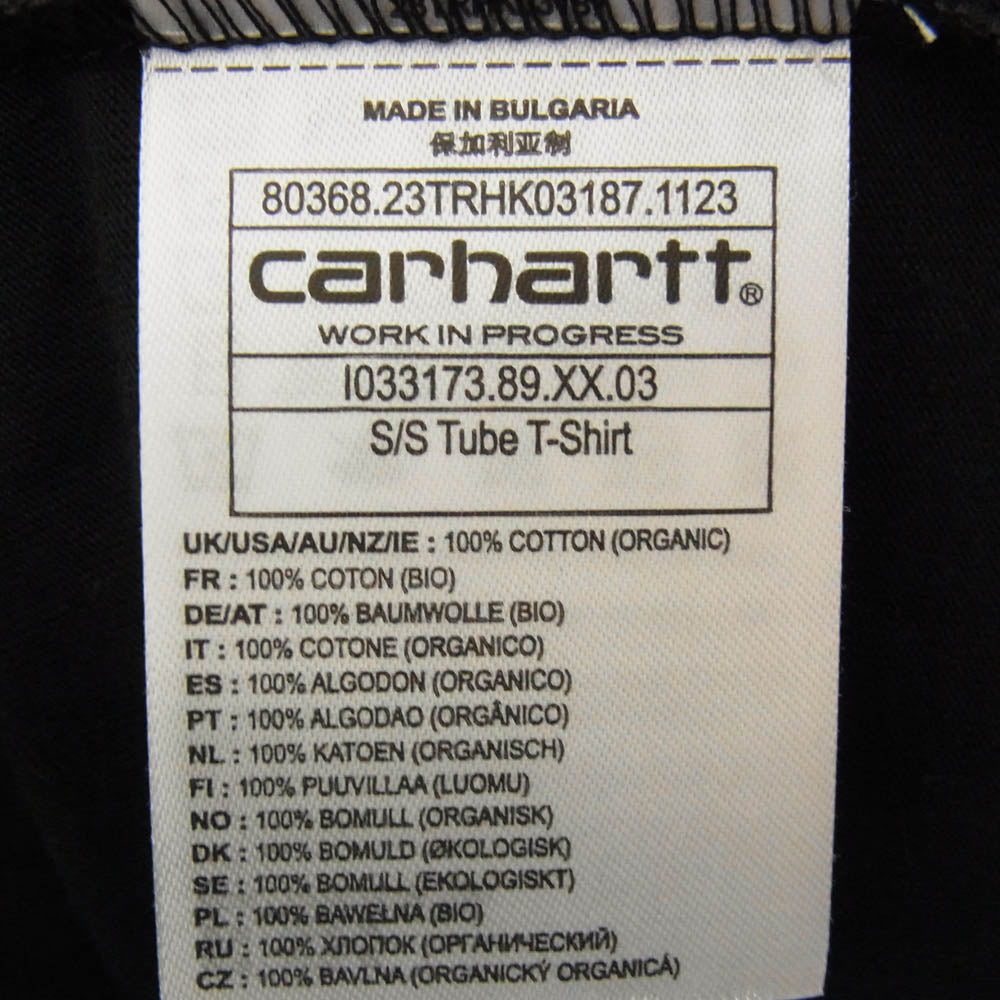 MADE IN BULGARIA
保加利亚制
80368.23TRHK03187.1123
carhartt®
WORK IN PROGRESS
I033173.89.XX.03
S/S Tube T-Shirt
UK/USA/AU/NZ/IE : 100% COTTON (ORGANIC)
FR : 100% COTON (BIO)
DE/AT : 100% BAUMWOLLE (BIO)
IT : 100% COTONE (ORGANICO)
ES : 100% ALGODON (ORGANICO)
PT : 100% ALGODAO (ORGÂNICO)
NL : 100% KATOEN (ORGANISCH)
FI : 100% PUUVILLAA (LUOMU)
NO : 100% BOMULL (ORGANISK)
DK : 100% BOMULD (ØKOLOGISK)
SE : 100% BOMULL (EKOLOGISKT)
PL : 100% BAWEŁNA (BIO)
RU : 100% ХЛОПОК (ОРГАНИЧЕСКИЙ)
CZ : 100% BAVLNA (ORGANICKÝ ORGANICÁ)